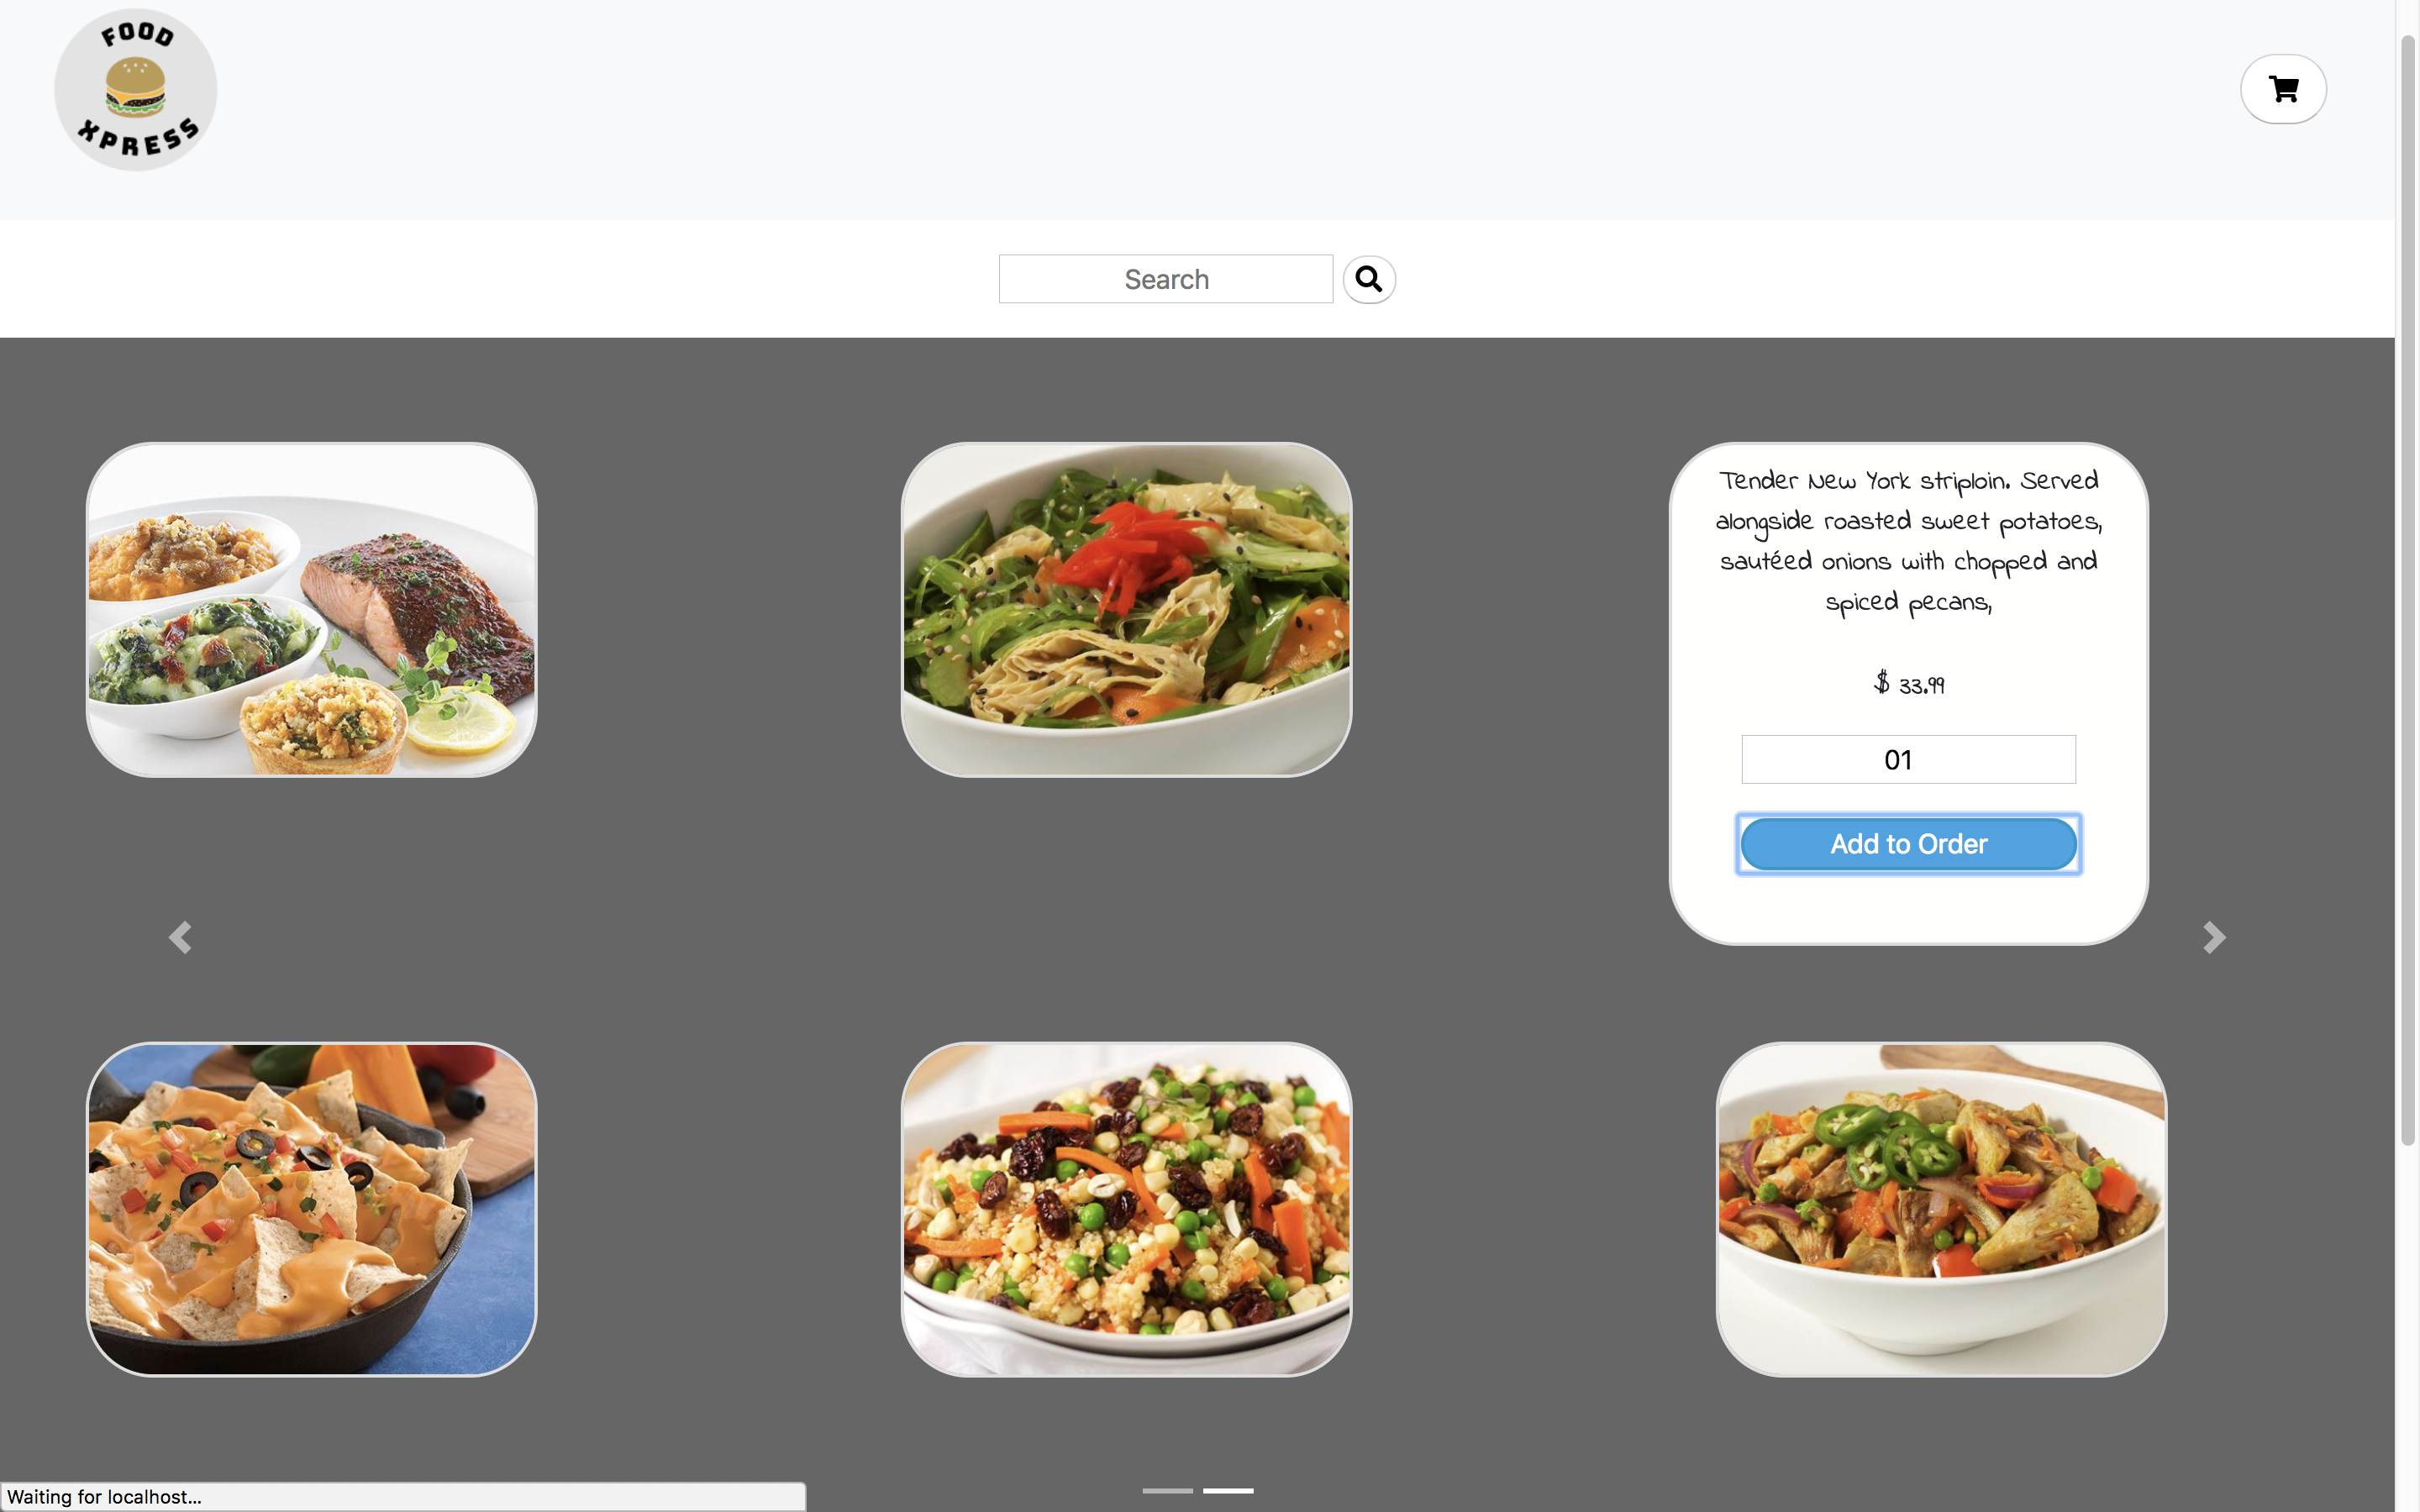 FOOD
XPRESS
Search
Tender New York striploin. Served
alongside roasted sweet potatoes,
sautéed onions with chopped and
spiced pecans,
$ 33.99
01
Add to Order
Waiting for localhost...